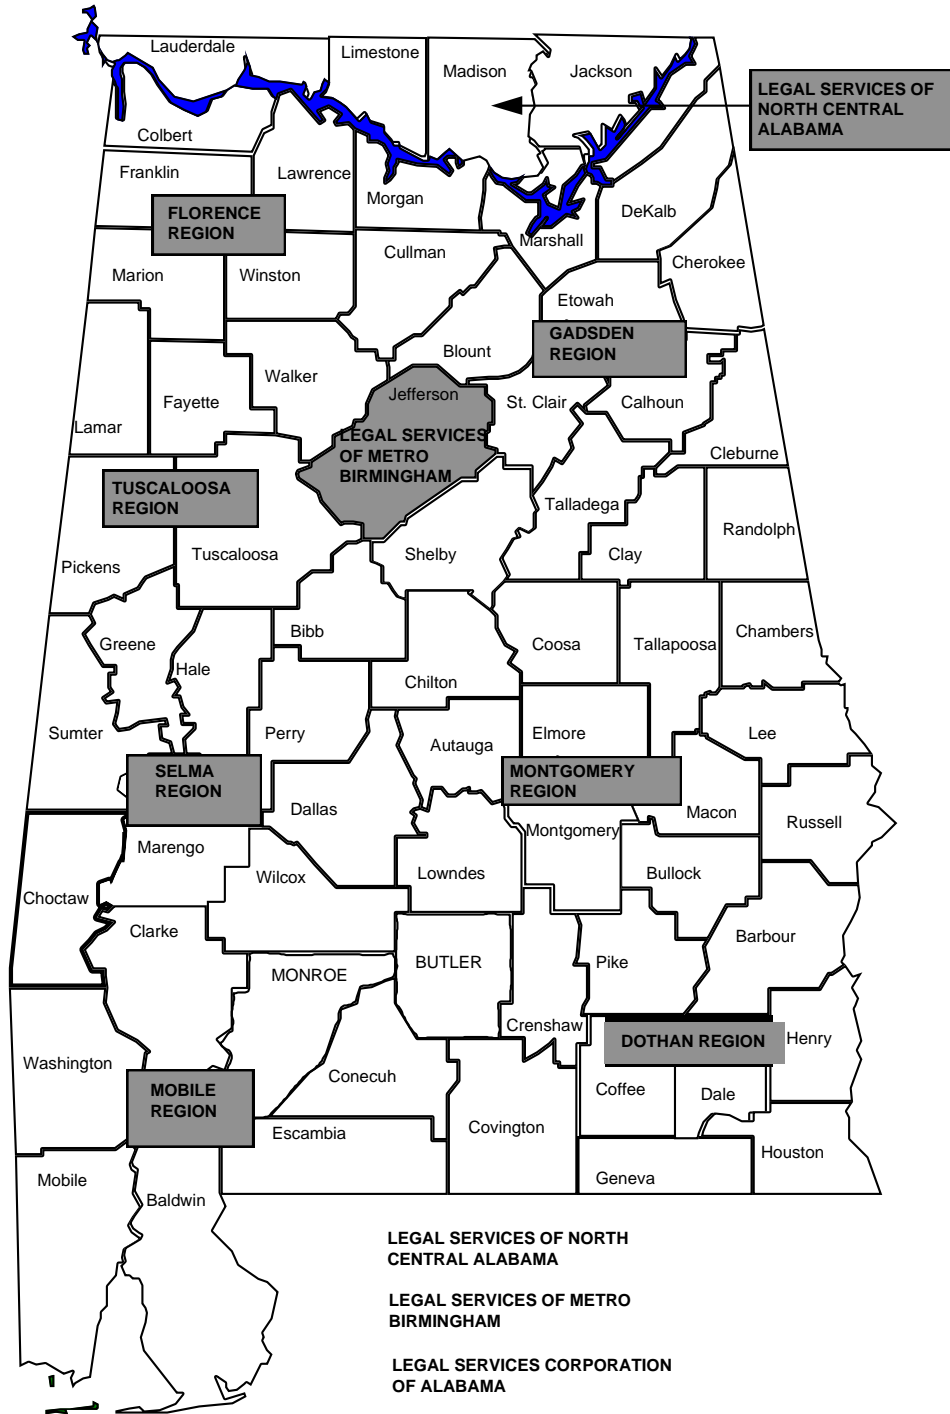 Lauderdale
Limestone
Madison
Jackson
LEGAL SERVICES OF
NORTH CENTRAL
ALABAMA
Colbert
Franklin
Lawrence
Morgan
FLORENCE
REGION
DeKalb
Marshall
Cullman
Cherokee
Marion
Winston
Etowah
GADSDEN
REGION
Blount
Walker
Jefferson
St. Clair
Calhoun
Fayette
Lamar
LEGAL SERVICES
OF METRO
BIRMINGHAM
Cleburne
TUSCALOOSA
REGION
Talladega
Randolph
Tuscaloosa
Shelby
Clay
Pickens
Greene
Bibb
Coosa
Tallapoosa
Chambers
Hale
Chilton
Sumter
Perry
Autauga
Elmore
Lee
SELMA
REGION
MONTGOMERY
REGION
Dallas
Macon
Russell
Montgomery
Marengo
Wilcox
Lowndes
Bullock
Choctaw
Clarke
Barbour
MONROE
BUTLER
Pike
Crenshaw
DOTHAN REGION
Henry
Washington
Conecuh
Coffee
Dale
MOBILE
REGION
Escambia
Covington
Houston
Mobile
Baldwin
Geneva
LEGAL SERVICES OF NORTH
CENTRAL ALABAMA
LEGAL SERVICES OF METRO
BIRMINGHAM
LEGAL SERVICES CORPORATION
OF ALABAMA